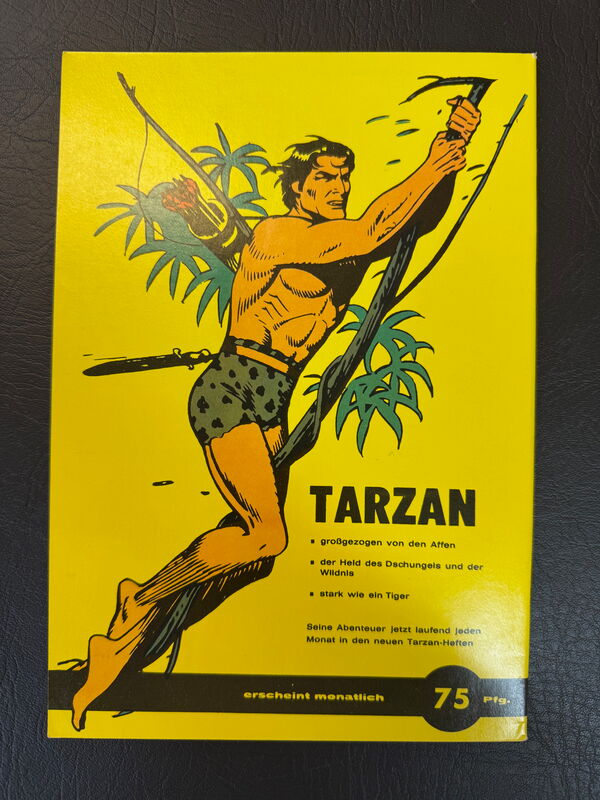 TARZAN
▪ großgezogen von den Affen
▪ der Held des Dschungels und der
Wildnis
▪ stark wie ein Tiger
Seine Abenteuer jetzt laufend jeden
Monat in den neuen Tarzan-Heften
erscheint monatlich 75 Pfg.